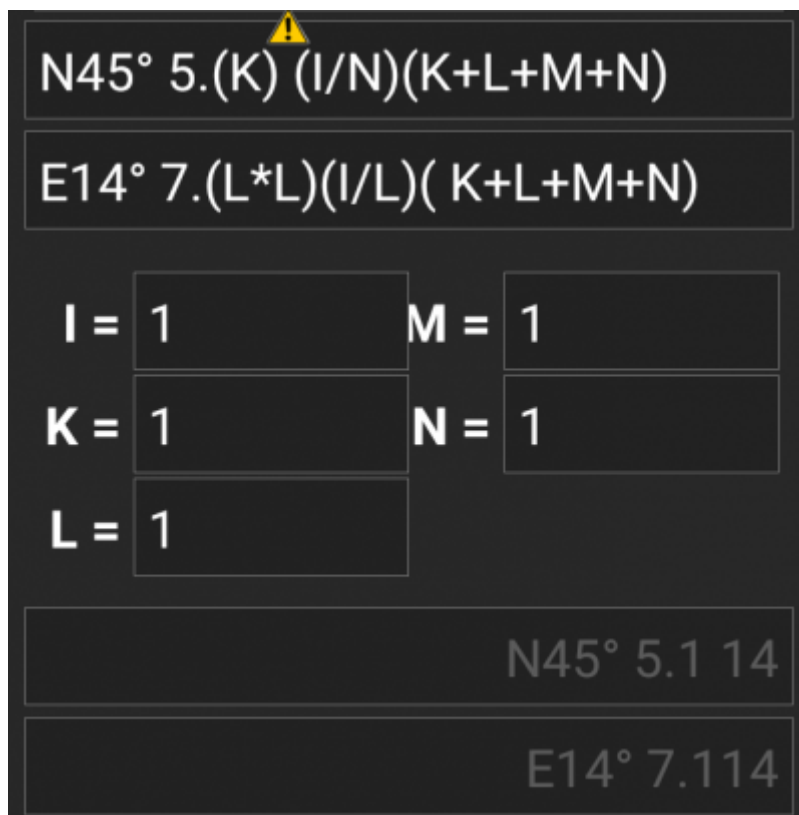 N45° 5.(K) (I/N)(K+L+M+N)
E14° 7.(L*L)(I/L)( K+L+M+N)
I = 1 M = 1
K = 1 N = 1
L = 1
N45° 5.1 14
E14° 7.114